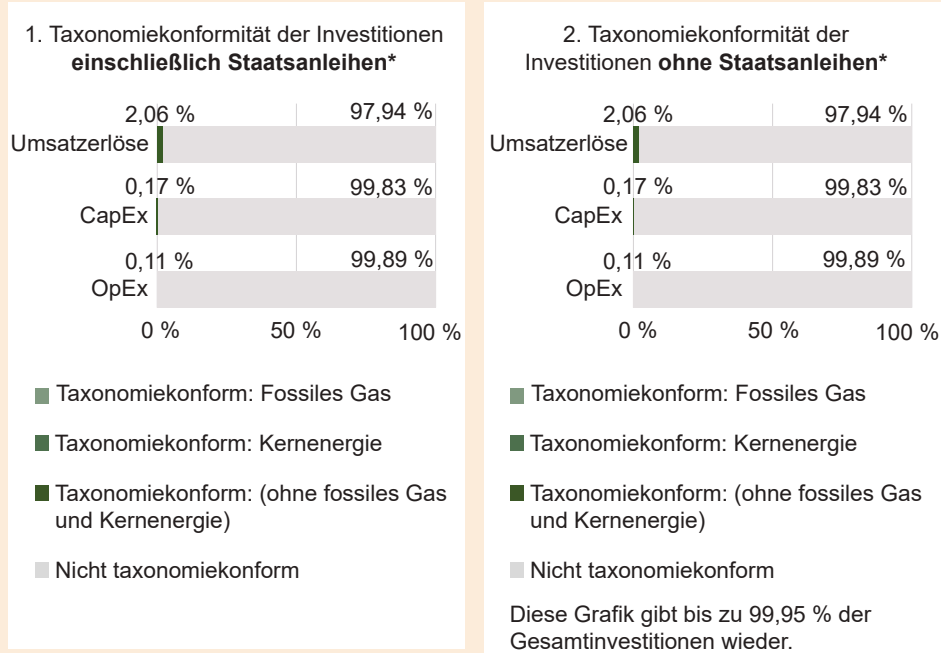 1. Taxonomiekonformität der Investitionen
einschließlich Staatsanleihen*
2,06 % 97,94 %
Umsatzerlöse
0,17 % 99,83 %
CapEx
0,11 % 99,89 %
OpEx
0 % 50 % 100 %
Taxonomiekonform: Fossiles Gas
Taxonomiekonform: Kernenergie
Taxonomiekonform: (ohne fossiles Gas
und Kernenergie)
Nicht taxonomiekonform
2. Taxonomiekonformität der
Investitionen ohne Staatsanleihen*
2,06 % 97,94 %
Umsatzerlöse
0,17 % 99,83 %
CapEx
0,11 % 99,89 %
OpEx
0 % 50 % 100 %
Taxonomiekonform: Fossiles Gas
Taxonomiekonform: Kernenergie
Taxonomiekonform: (ohne fossiles Gas
und Kernenergie)
Nicht taxonomiekonform
Diese Grafik gibt bis zu 99,95 % der
Gesamtinvestitionen wieder.